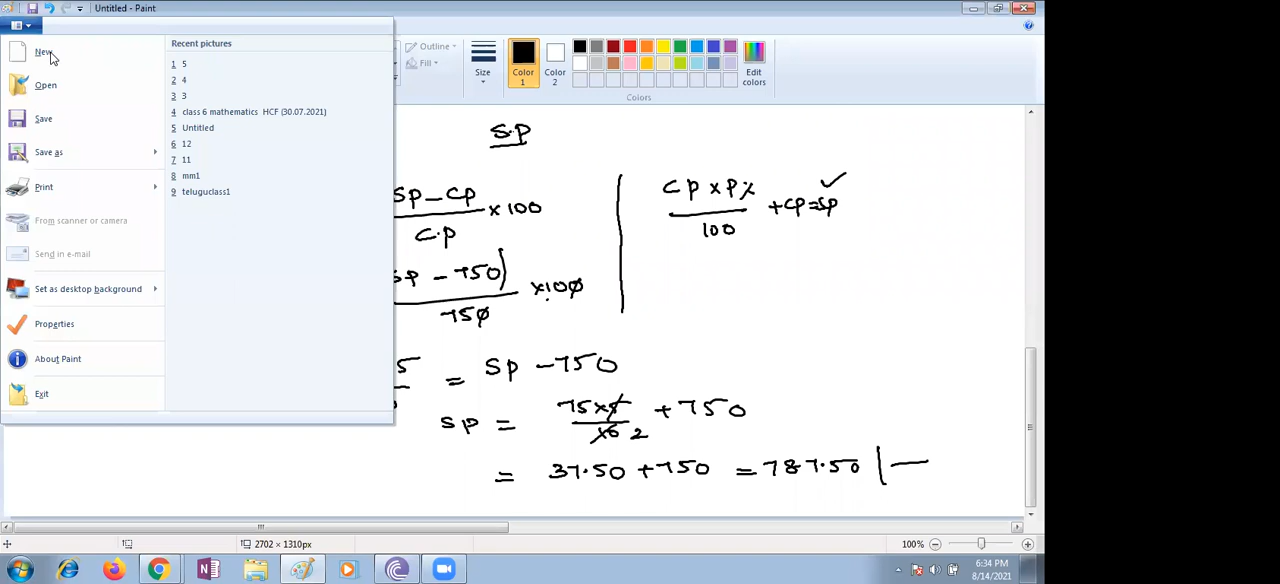 Untitled - Paint
New
Open
Save
Save as
Print
From scanner or camera
Send in e-mail
Set as desktop background
Properties
About Paint
Exit
Recent pictures
1 5
2 4
3 3
4 class 6 mathematics HCF (30.07.2021)
5 Untitled
6 12
7 11
8 mm1
9 teluguclass1
Outline
Fill
Size
Color 1
Color 2
Edit colors
Colors
S.P
SP - CP
C.P
× 100
CP × P%
100
+ CP = SP
SP - 750)
750
× 100
5
= SP - 750
SP = 75 × 5
10 2
+ 750
= 37.50 + 750 = 787.50
2702 × 1310px
100%
6:34 PM
8/14/2021